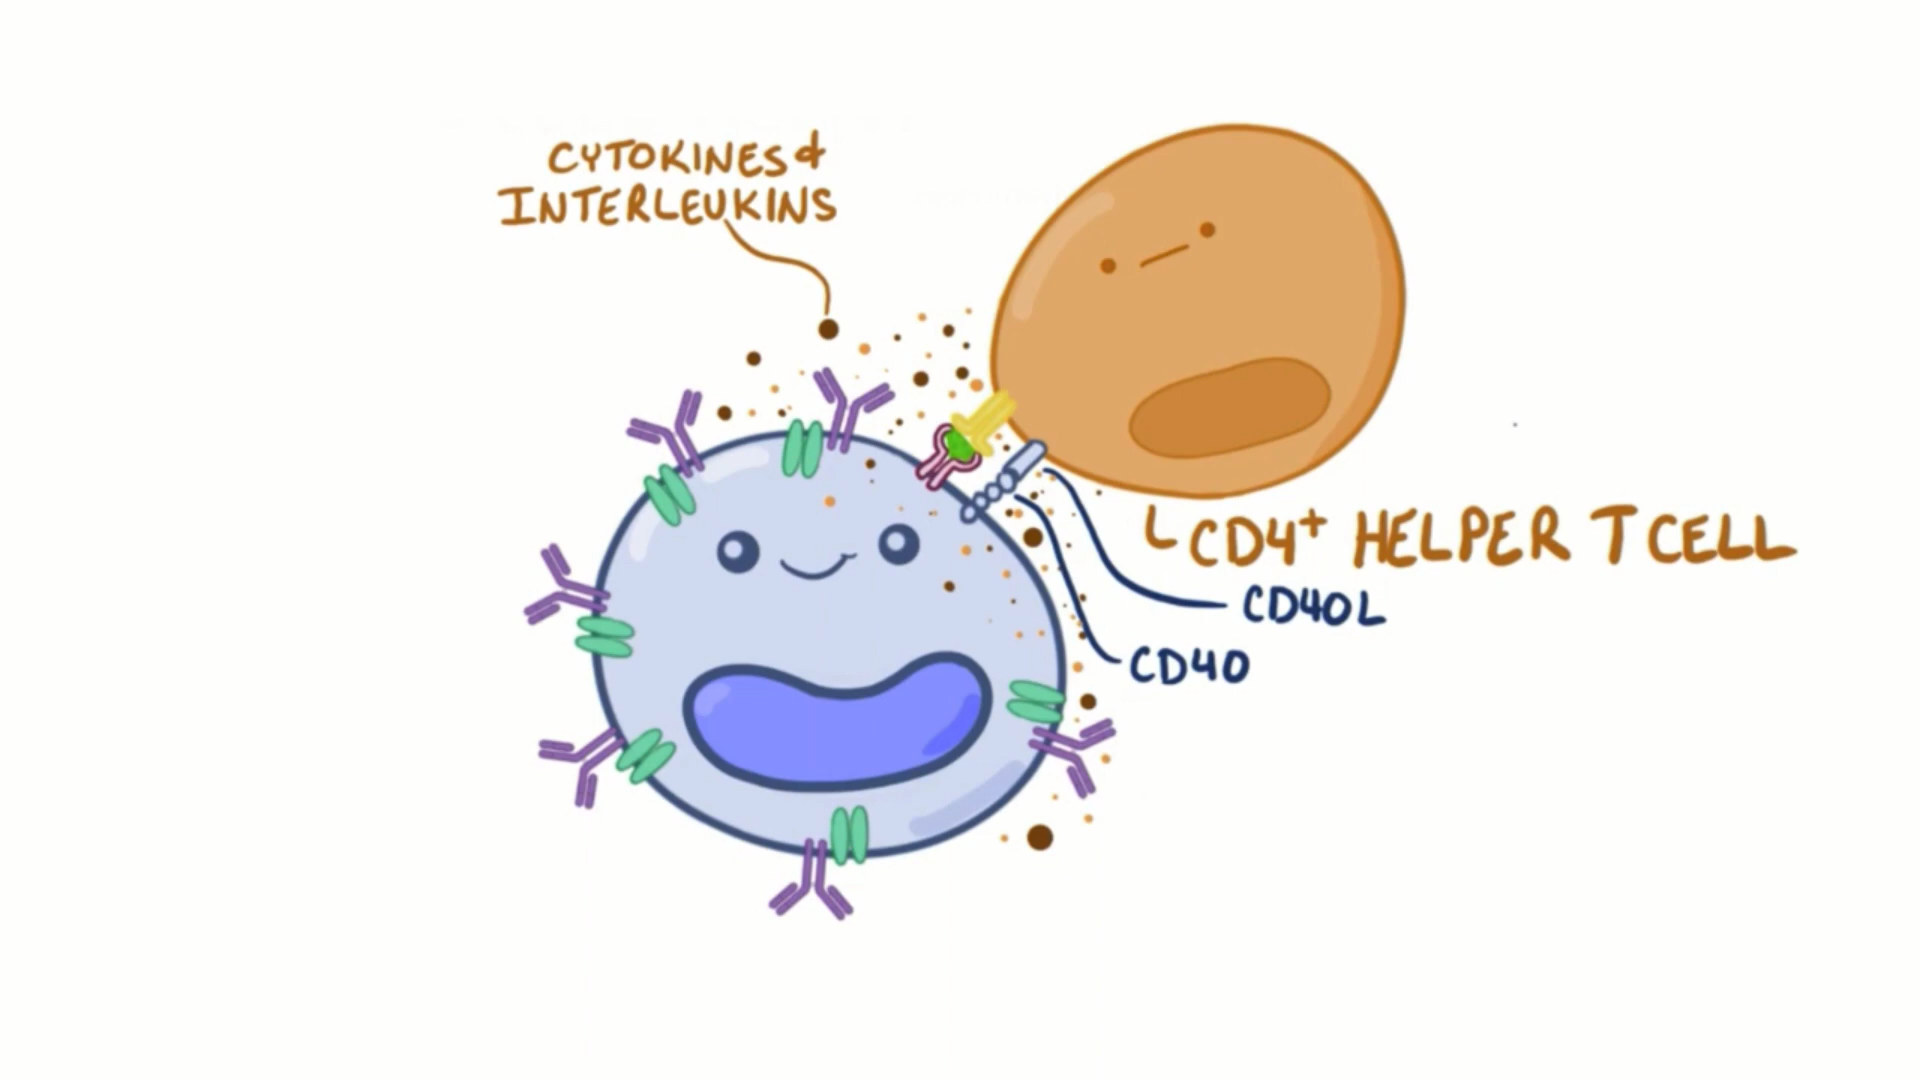 CYTOKINES &
INTERLEUKINS
CD4+ HELPER T CELL
CD40L
CD40